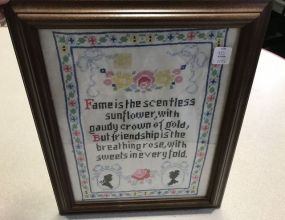 Fame is the scentless
sunflower, with
gaudy crown of gold,
But friendship is the
breathing rose, with
sweets in every fold.